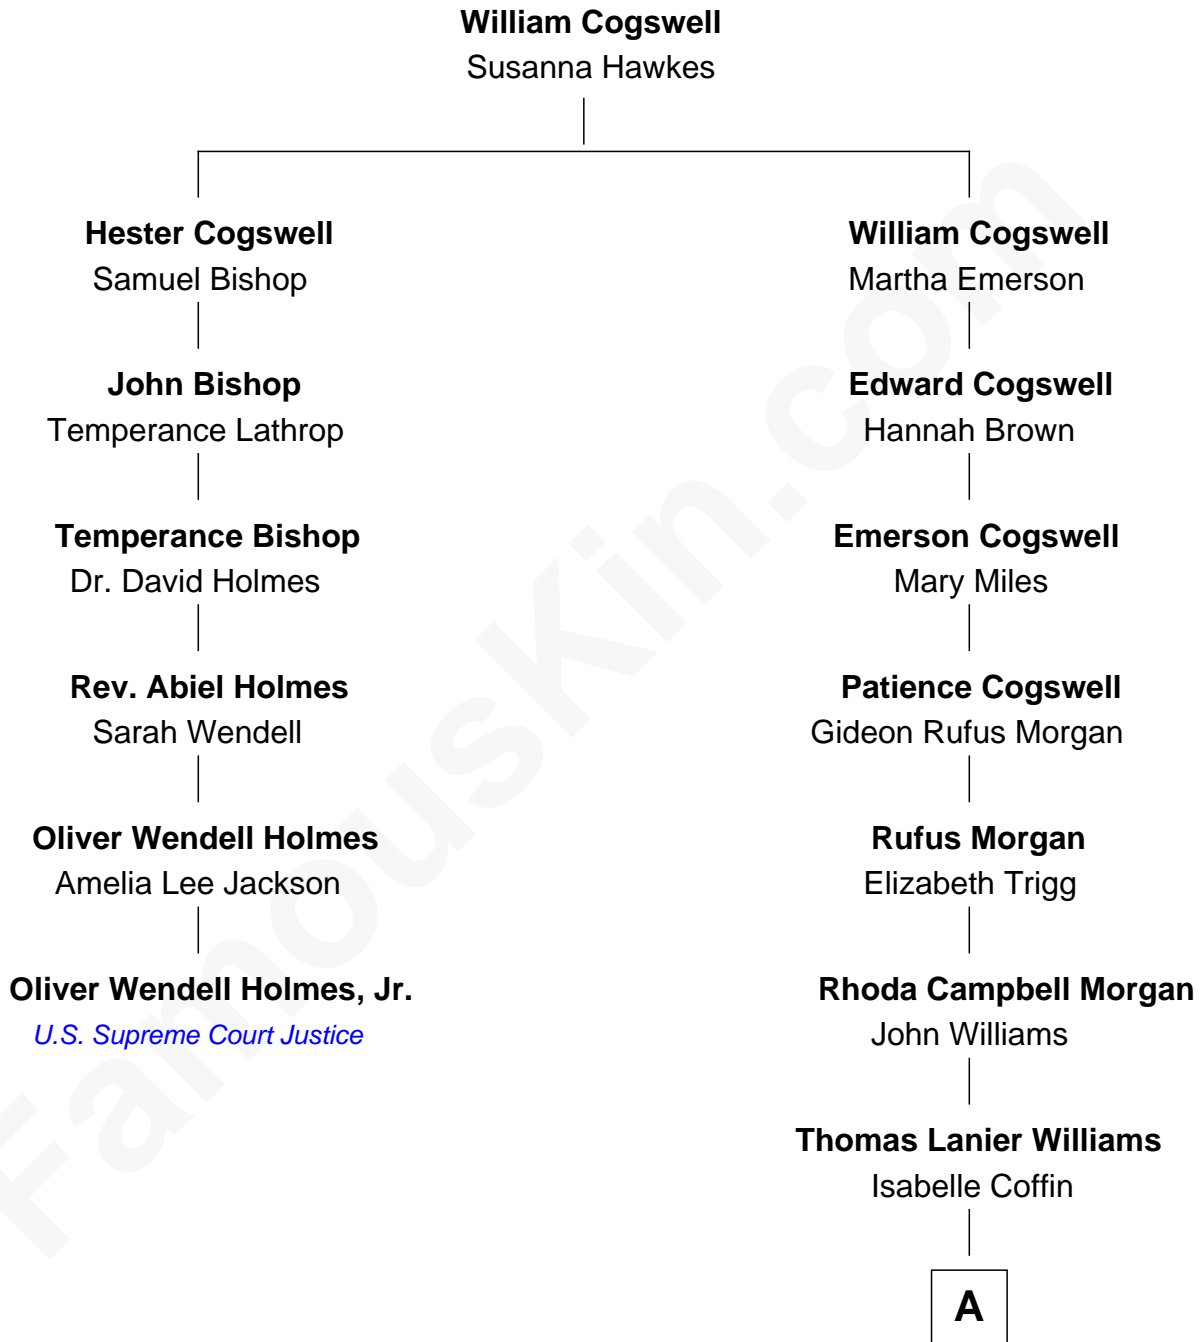 William Cogswell
Susanna Hawkes
Hester Cogswell
Samuel Bishop
John Bishop
Temperance Lathrop
Temperance Bishop
Dr. David Holmes
Rev. Abiel Holmes
Sarah Wendell
Oliver Wendell Holmes
Amelia Lee Jackson
Oliver Wendell Holmes, Jr.
U.S. Supreme Court Justice
William Cogswell
Martha Emerson
Edward Cogswell
Hannah Brown
Emerson Cogswell
Mary Miles
Patience Cogswell
Gideon Rufus Morgan
Rufus Morgan
Elizabeth Trigg
Rhoda Campbell Morgan
John Williams
Thomas Lanier Williams
Isabelle Coffin
A
FamousKin.com